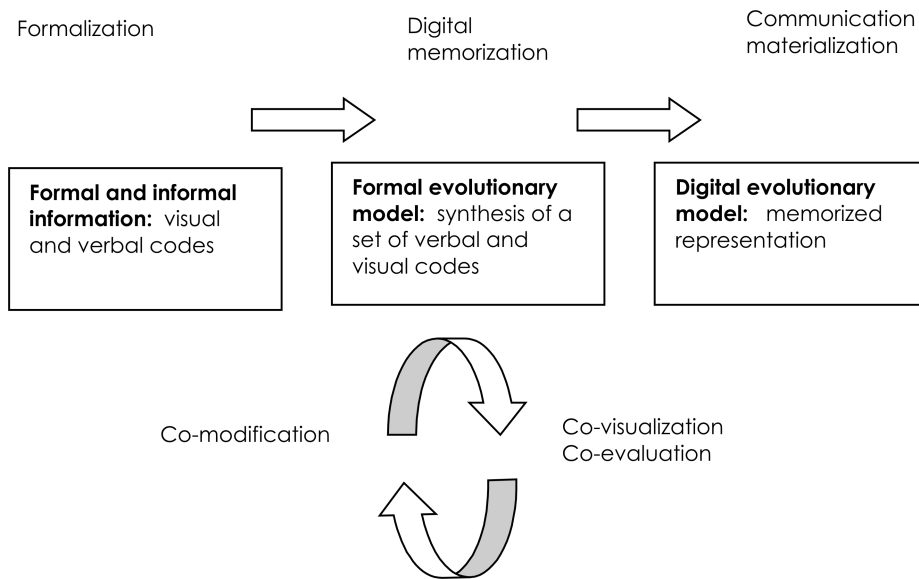 Formalization
Digital
memorization
Communication
materialization
Formal and informal
information: visual
and verbal codes
Formal evolutionary
model: synthesis of a
set of verbal and
visual codes
Digital evolutionary
model: memorized
representation
Co-modification
Co-visualization
Co-evaluation